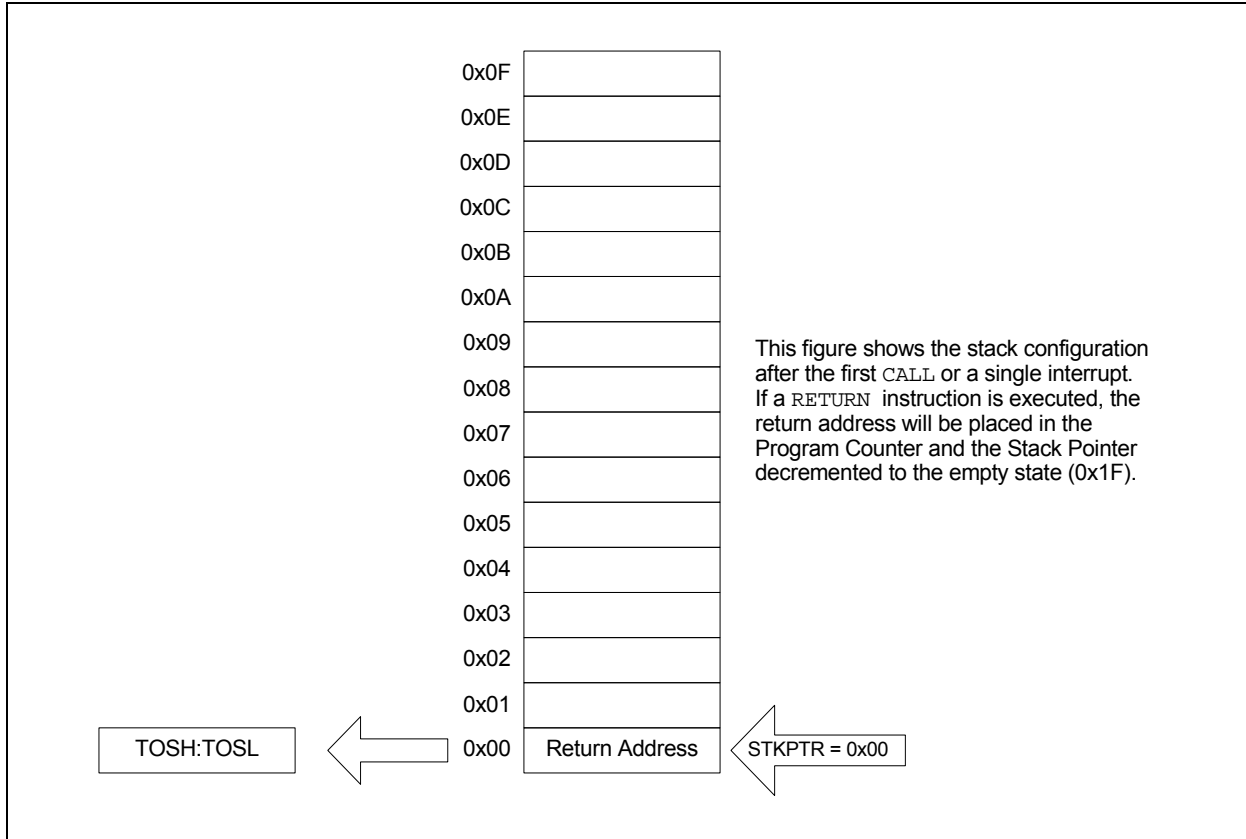 0x0F
0x0E
0x0D
0x0C
0x0B
0x0A
0x09
0x08
0x07
0x06
0x05
0x04
0x03
0x02
0x01
0x00
Return Address
TOSH:TOSL
STKPTR = 0x00
This figure shows the stack configuration
after the first CALL or a single interrupt.
If a RETURN instruction is executed, the
return address will be placed in the
Program Counter and the Stack Pointer
decremented to the empty state (0x1F).